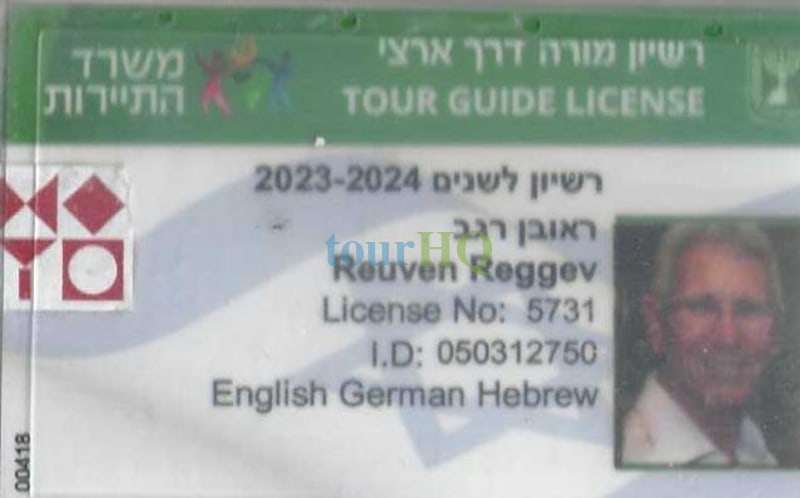 משרד
התיירות
רשיון מורה דרך ארצי
TOUR GUIDE LICENSE
רשיון לשנים 2023-2024
ראובן רגב
tourHQ
Reuven Reggev
License No: 5731
I.D: 050312750
English German Hebrew
00418